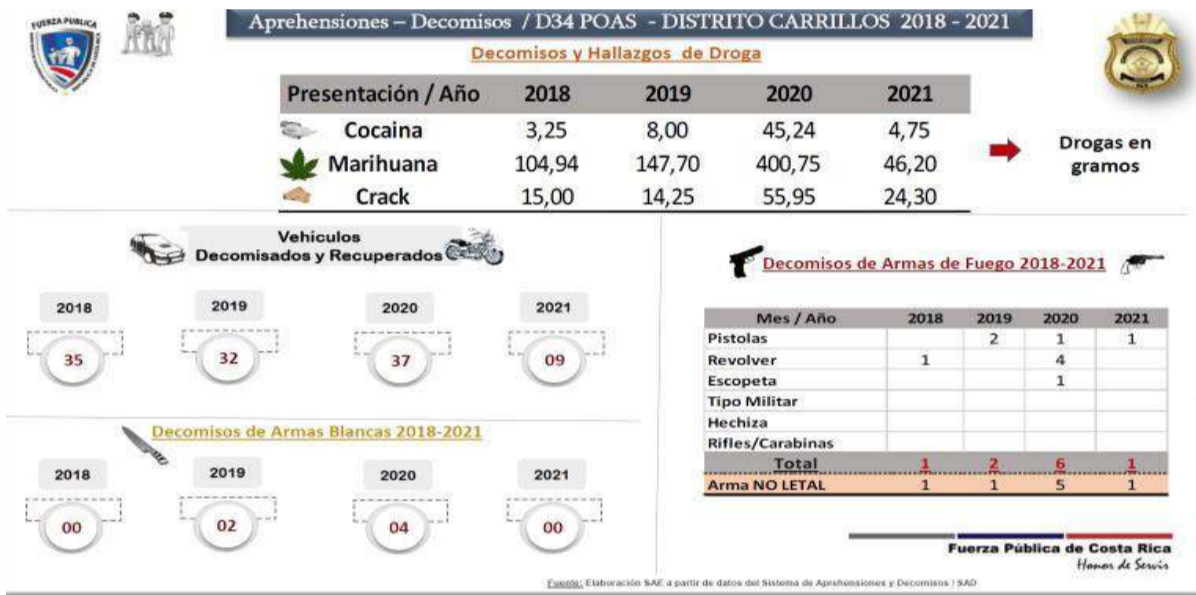 FUERZA PUBLICA
Aprehensiones – Decomisos / D34 POAS - DISTRITO CARRILLOS 2018 - 2021
Decomisos y Hallazgos de Droga
Presentación / Año 2018 2019 2020 2021
Cocaina 3,25 8,00 45,24 4,75
Marihuana 104,94 147,70 400,75 46,20
Crack 15,00 14,25 55,95 24,30
Drogas en
gramos
Vehículos
Decomisados y Recuperados
2018 2019 2020 2021
35 32 37 09
Decomisos de Armas Blancas 2018-2021
2018 2019 2020 2021
00 02 04 00
Decomisos de Armas de Fuego 2018-2021
Mes / Año 2018 2019 2020 2021
Pistolas 2 1 1
Revolver 1 4
Escopeta 1
Tipo Militar
Hechiza
Rifles/Carabinas
Total 1 2 6 1
Arma NO LETAL 1 1 5 1
Fuerza Pública de Costa Rica
Honor de Servir
Fuente: Elaboración SAE a partir de datos del Sistema de Aprehensiones y Decomisos / SAD